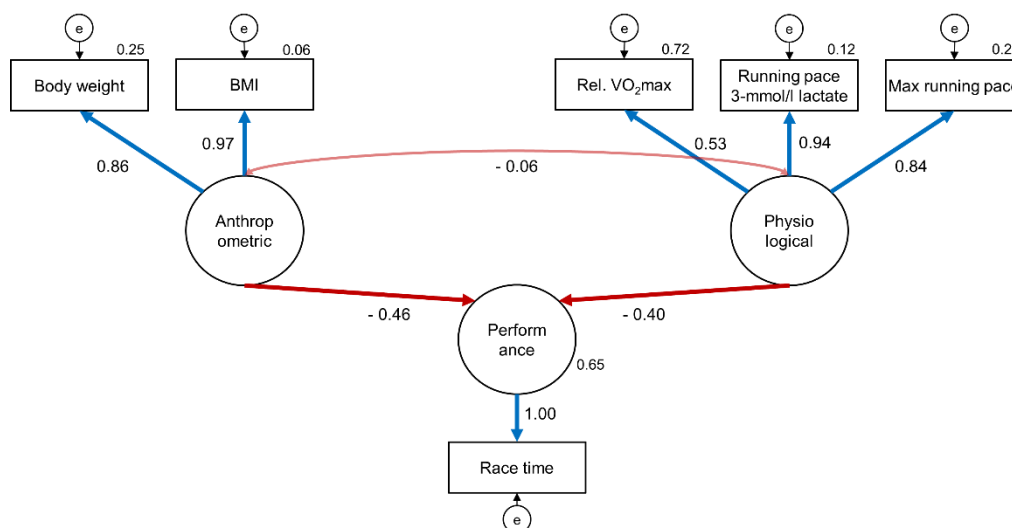 e
e
e
e
e
0.25
0.06
0.72
0.12
Body weight
BMI
Rel. VO₂max
Running pace
3-mmol/l lactate
Max running pace
0.86
0.97
0.53
0.94
0.84
- 0.06
Anthrop
ometric
Physio
logical
- 0.46
- 0.40
Perform
ance
0.65
1.00
Race time
e